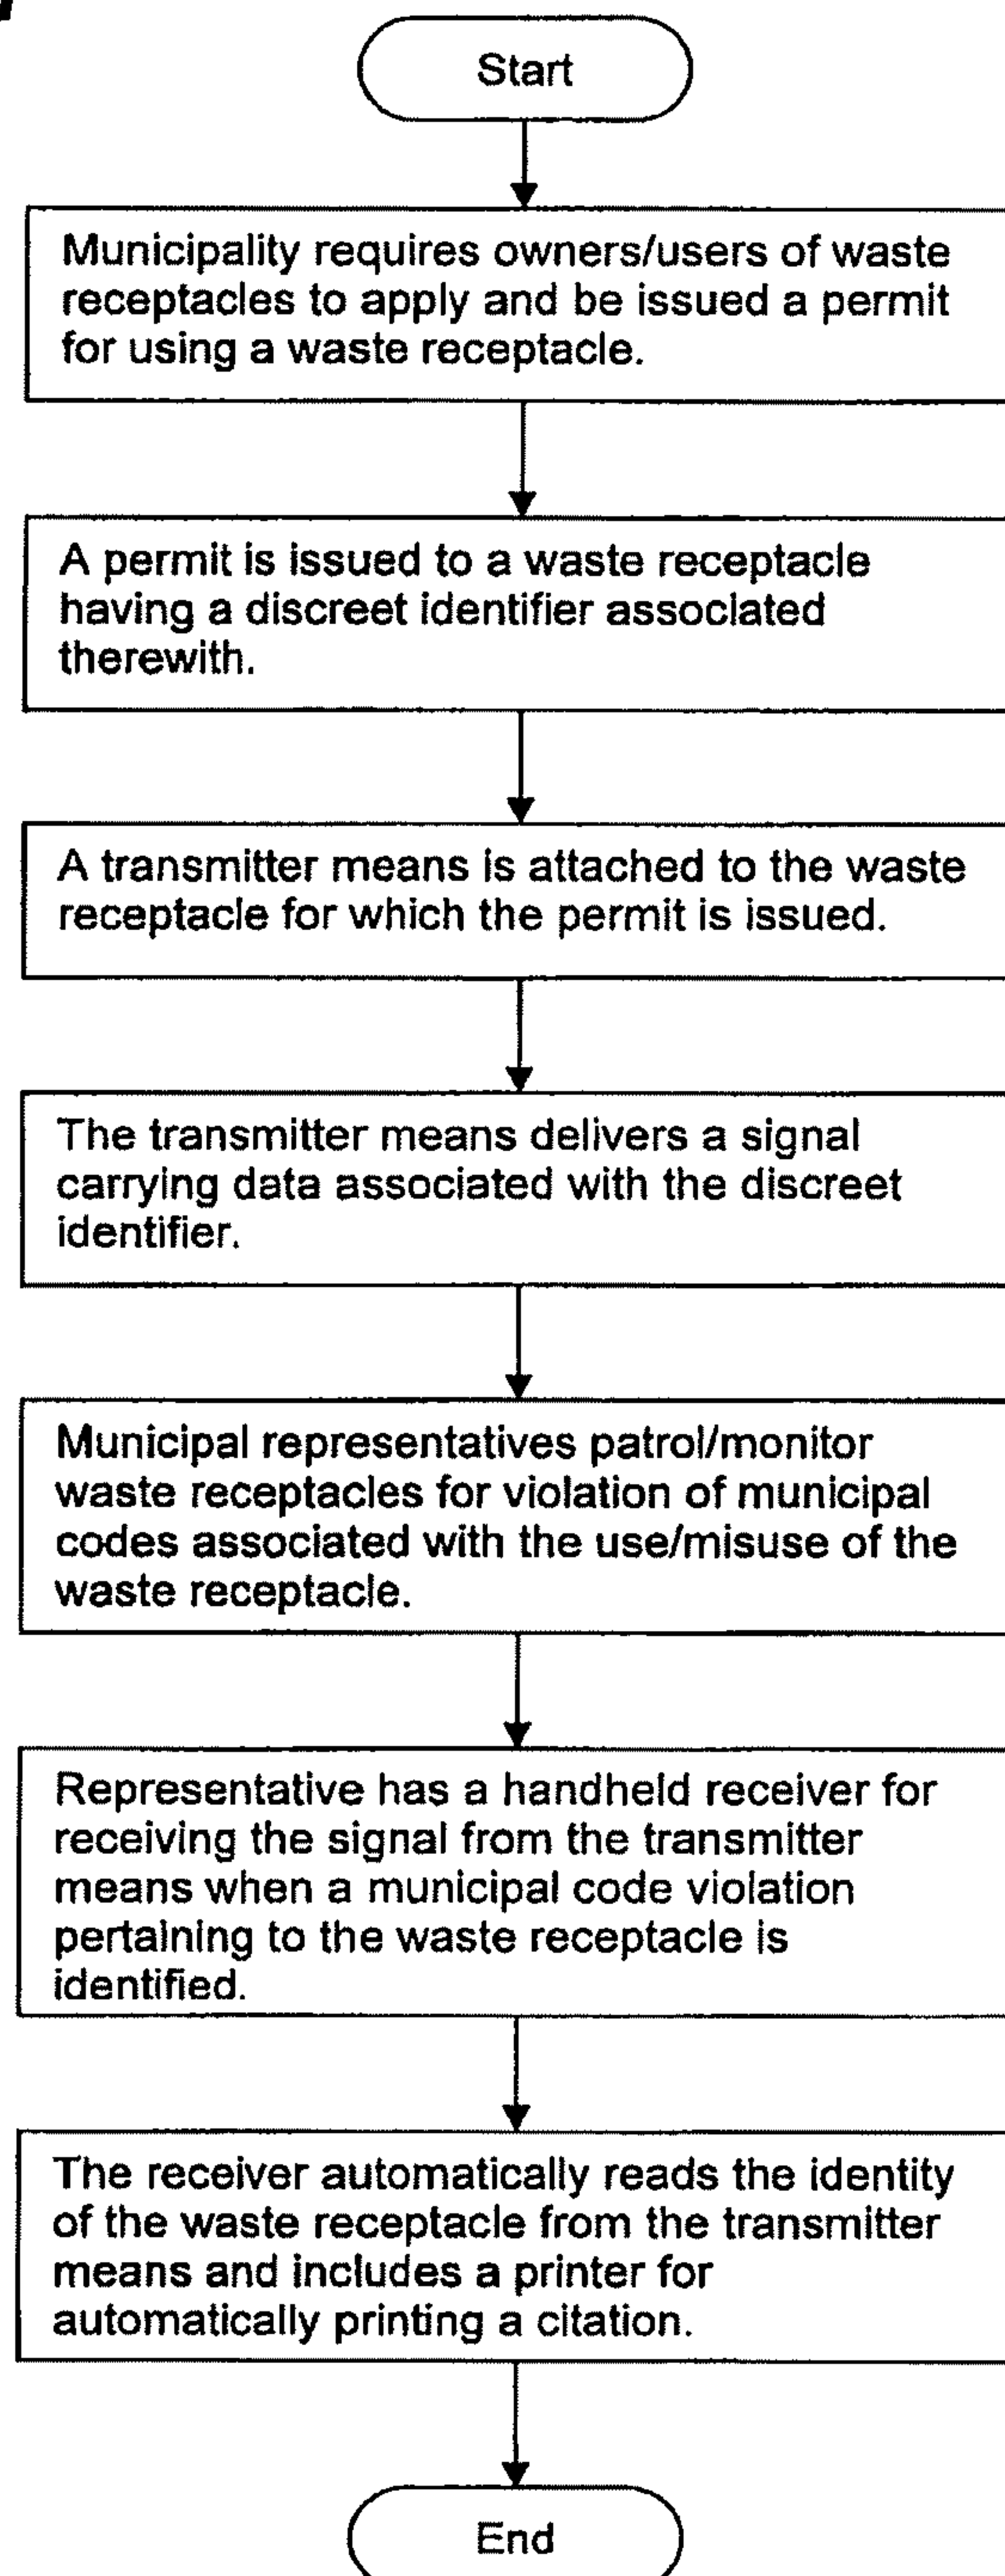 Start
Municipality requires owners/users of waste
receptacles to apply and be issued a permit
for using a waste receptacle.
A permit is issued to a waste receptacle
having a discreet identifier associated
therewith.
A transmitter means is attached to the waste
receptacle for which the permit is issued.
The transmitter means delivers a signal
carrying data associated with the discreet
identifier.
Municipal representatives patrol/monitor
waste receptacles for violation of municipal
codes associated with the use/misuse of the
waste receptacle.
Representative has a handheld receiver for
receiving the signal from the transmitter
means when a municipal code violation
pertaining to the waste receptacle is
identified.
The receiver automatically reads the identity
of the waste receptacle from the transmitter
means and includes a printer for
automatically printing a citation.
End